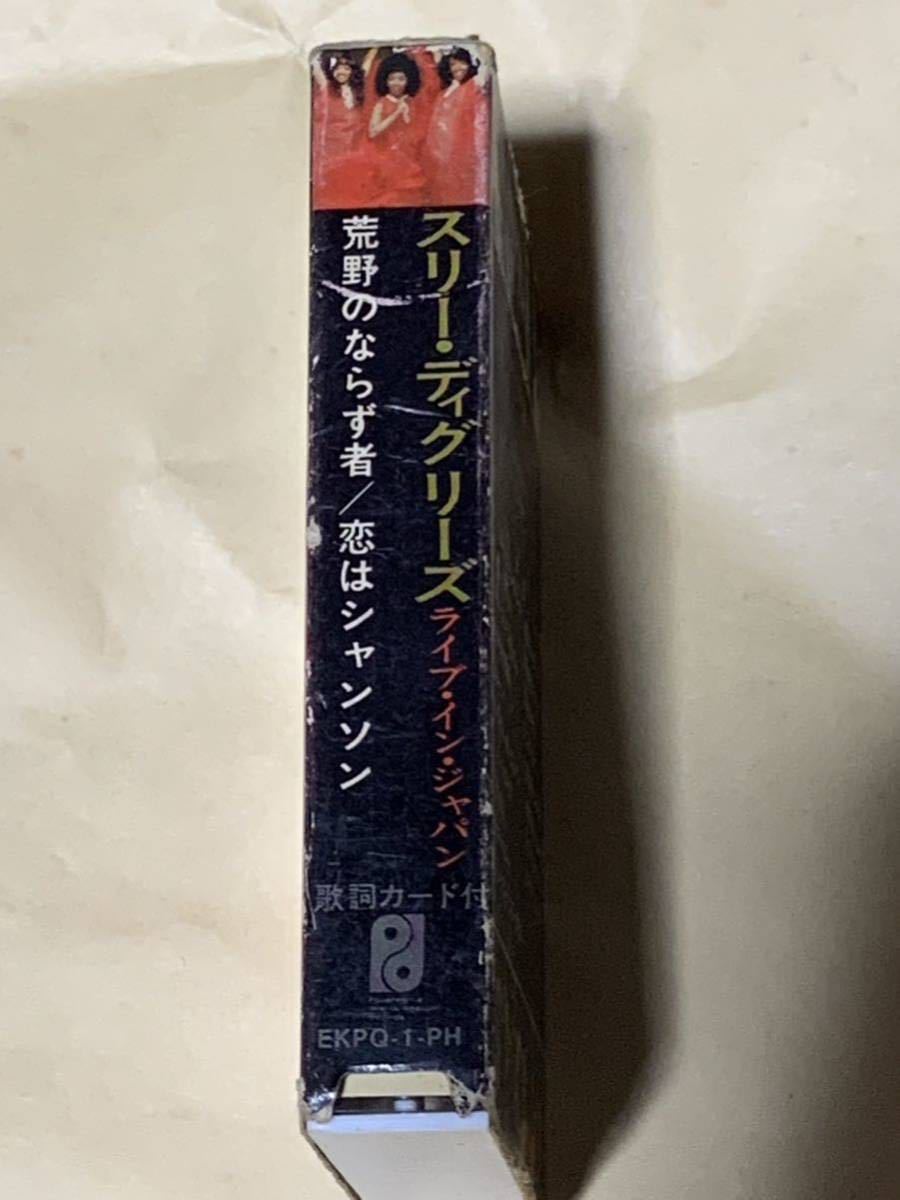 スリー・ディグリーズ ライブ・イン・ジャパン
荒野のならず者/恋はシャンソン
歌詞カード付
EKPQ-1-PH